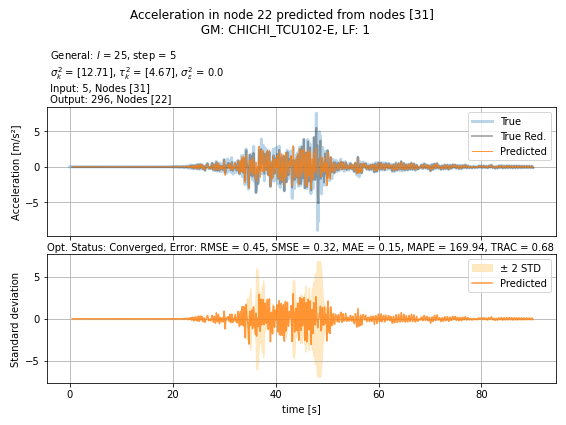 Acceleration in node 22 predicted from nodes [31]
GM: CHICHI_TCU102-E, LF: 1
General: l = 25, step = 5
σ²ₖ = [12.71], τ²ₖ = [4.67], σ²_ε = 0.0
Input: 5, Nodes [31]
Output: 296, Nodes [22]
True
True Red.
Predicted
Acceleration [m/s²]
5
0
−5
Opt. Status: Converged, Error: RMSE = 0.45, SMSE = 0.32, MAE = 0.15, MAPE = 169.94, TRAC = 0.68
± 2 STD
Predicted
Standard deviation
5
0
−5
0 20 40 60 80
time [s]